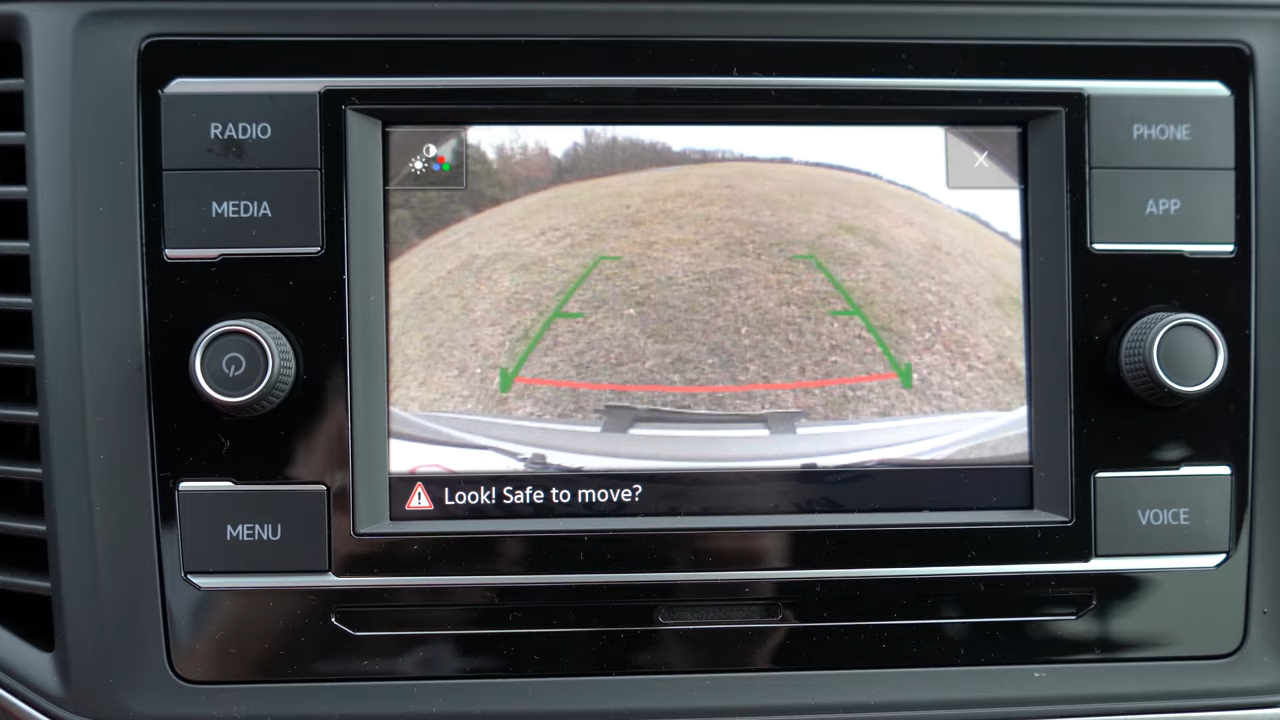 RADIO
MEDIA
PHONE
APP
Look! Safe to move?
MENU
VOICE